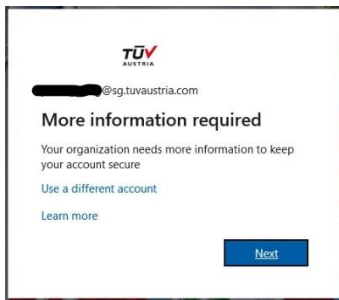 TÜV
AUSTRIA
@sg.tuvaustria.com
More information required
Your organization needs more information to keep
your account secure
Use a different account
Learn more
Next